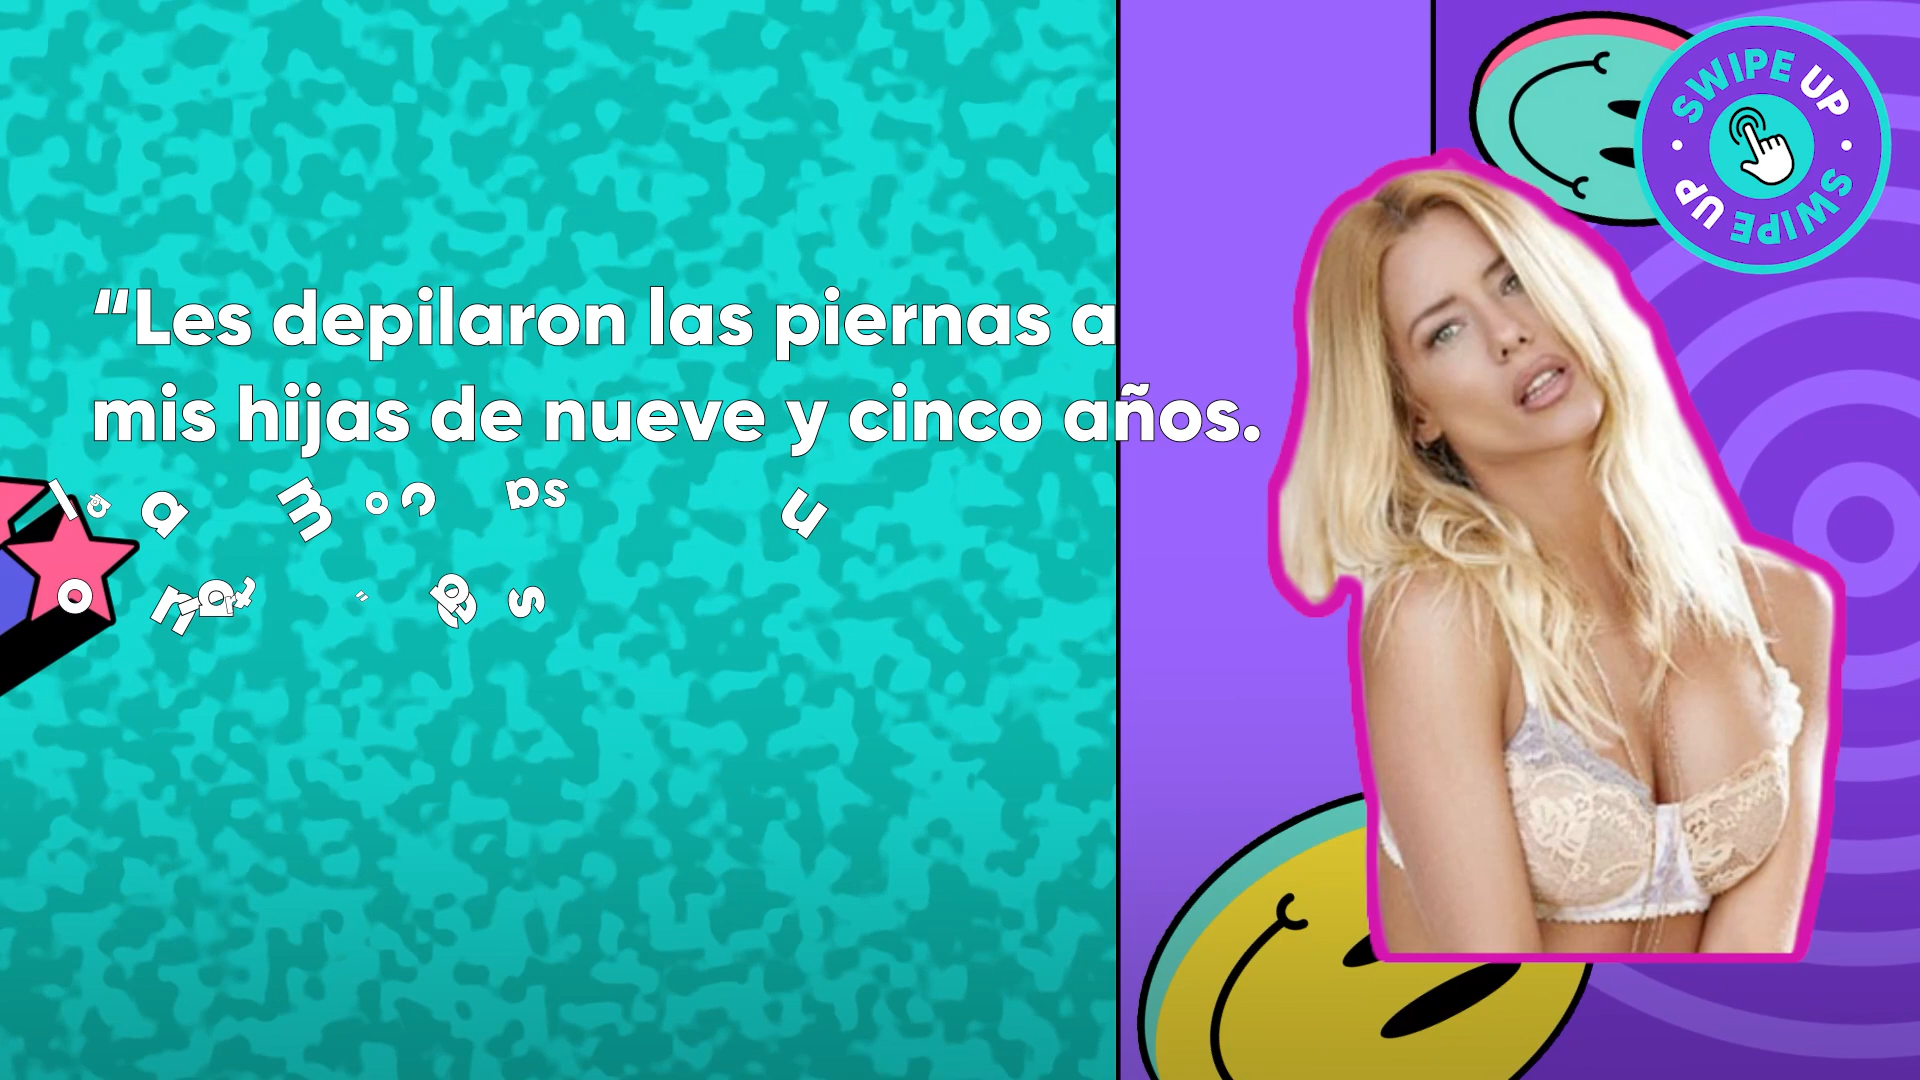 “Les depilaron las piernas a
mis hijas de nueve y cinco años.
SWIPE UP · SWIPE UP ·